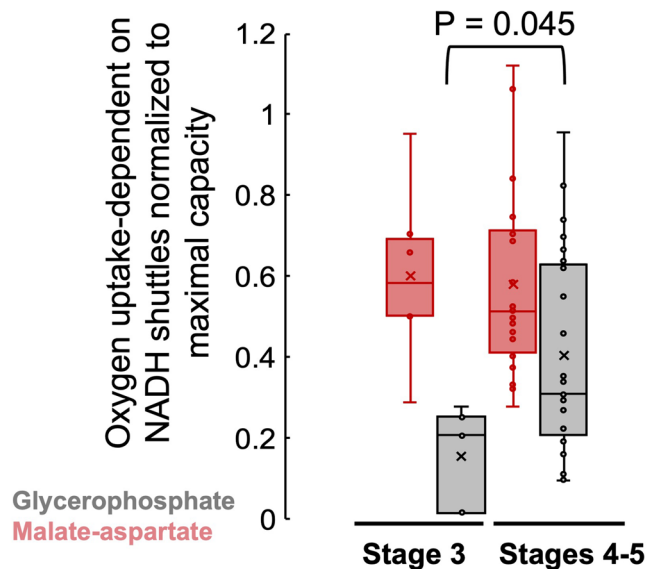 P = 0.045
Oxygen uptake-dependent on
NADH shuttles normalized to
maximal capacity
1.2
1
0.8
0.6
0.4
0.2
0
Glycerophosphate
Malate-aspartate
Stage 3
Stages 4-5